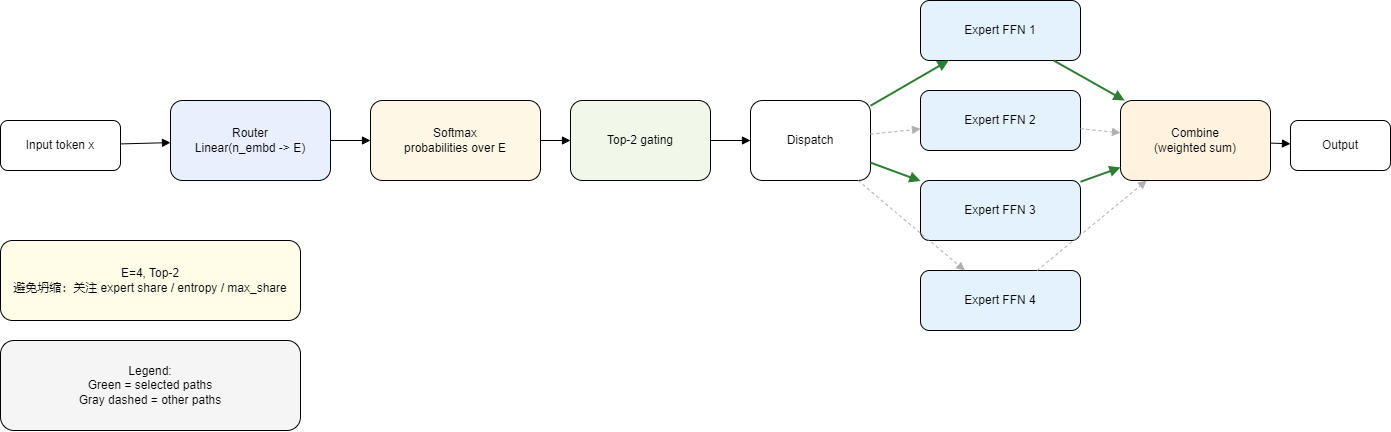 Input token x
Router
Linear(n_embd -> E)
Softmax
probabilities over E
Top-2 gating
Dispatch
Expert FFN 1
Expert FFN 2
Expert FFN 3
Expert FFN 4
Combine
(weighted sum)
Output
E=4, Top-2
避免坍缩：关注 expert share / entropy / max_share
Legend:
Green = selected paths
Gray dashed = other paths